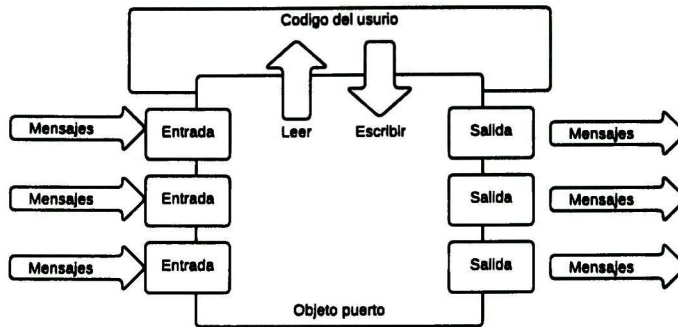 Codigo del usurio
Leer Escribir
Mensajes Entrada Salida Mensajes
Mensajes Entrada Salida Mensajes
Mensajes Entrada Salida Mensajes
Objeto puerto